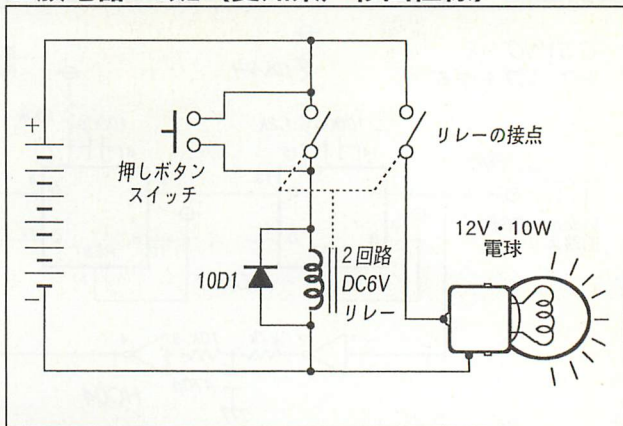 +
押しボタン
スイッチ
リレーの接点
12V・10W
電球
10D1
2回路
DC6V
リレー
−